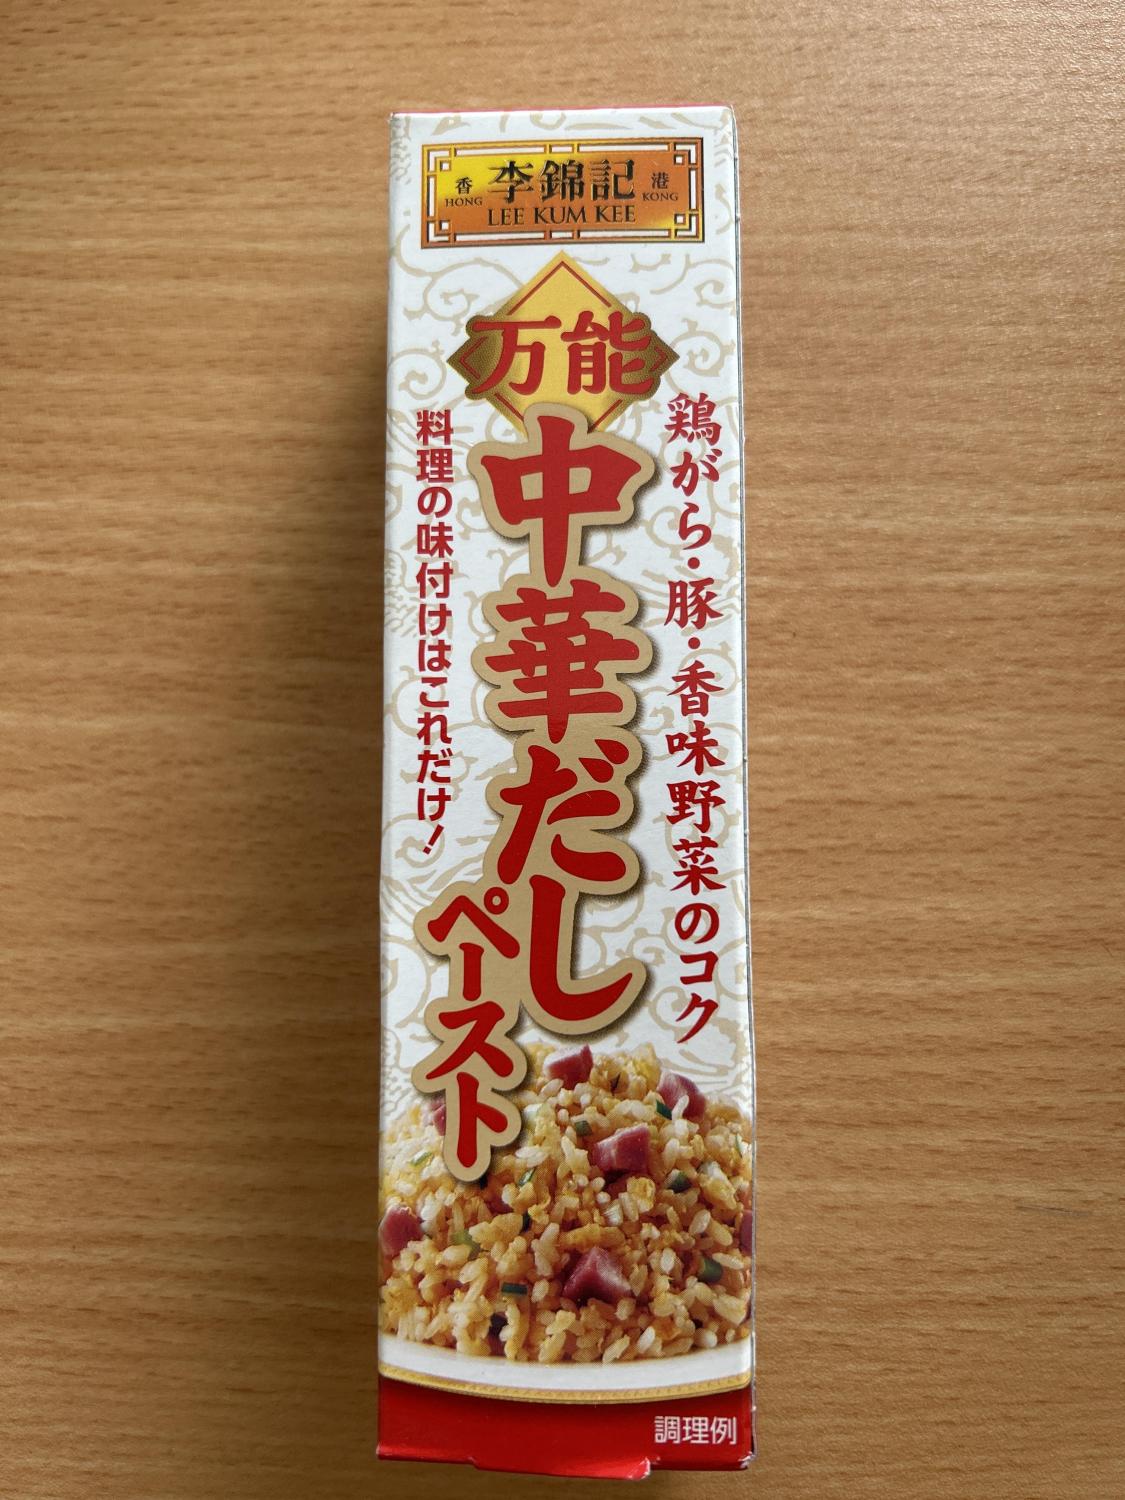 香 李錦記 港
HONG LEE KUM KEE KONG
万能
中華だし
ペースト
鶏がら・豚・香味野菜のコク
料理の味付けはこれだけ！
調理例